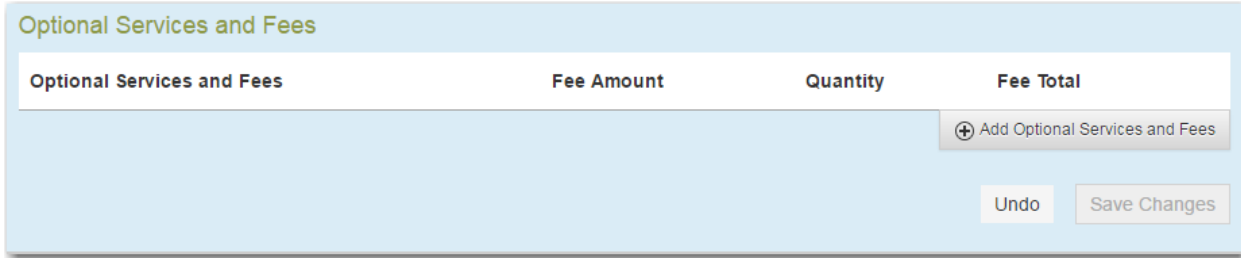 Optional Services and Fees
Optional Services and Fees Fee Amount Quantity Fee Total
Add Optional Services and Fees
Undo Save Changes